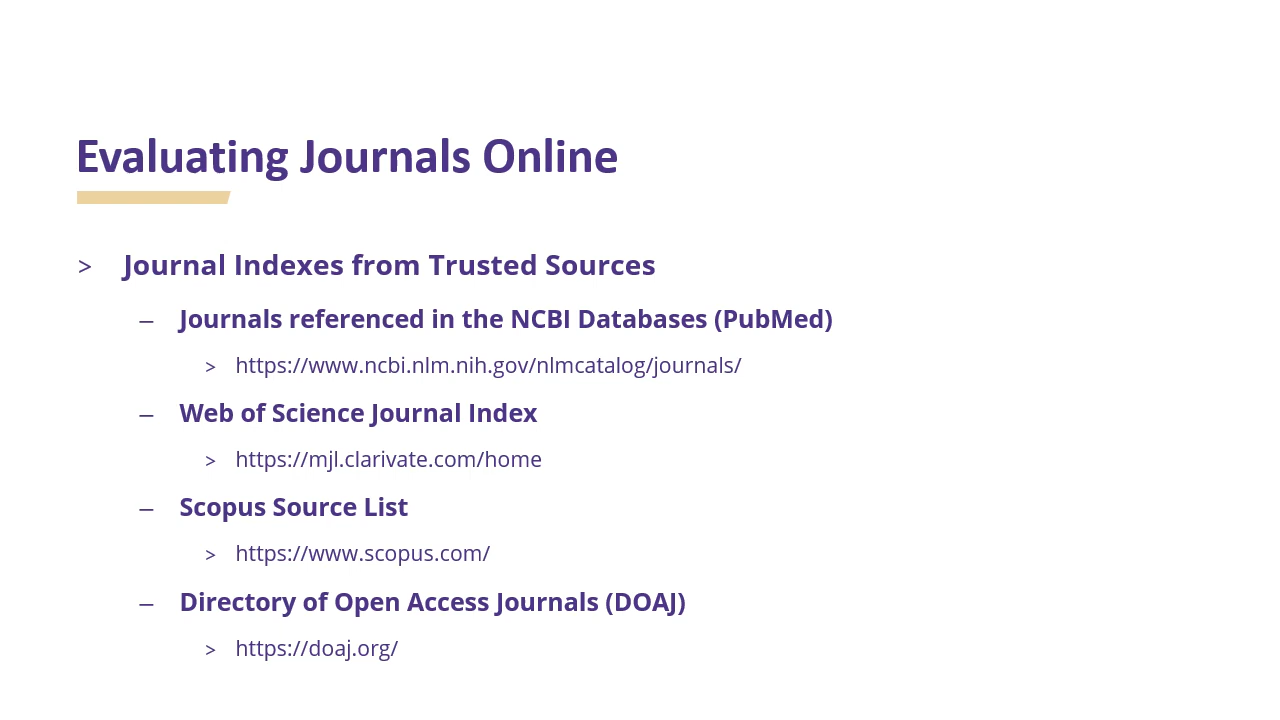 Evaluating Journals Online
> Journal Indexes from Trusted Sources
– Journals referenced in the NCBI Databases (PubMed)
> https://www.ncbi.nlm.nih.gov/nlmcatalog/journals/
– Web of Science Journal Index
> https://mjl.clarivate.com/home
– Scopus Source List
> https://www.scopus.com/
– Directory of Open Access Journals (DOAJ)
> https://doaj.org/